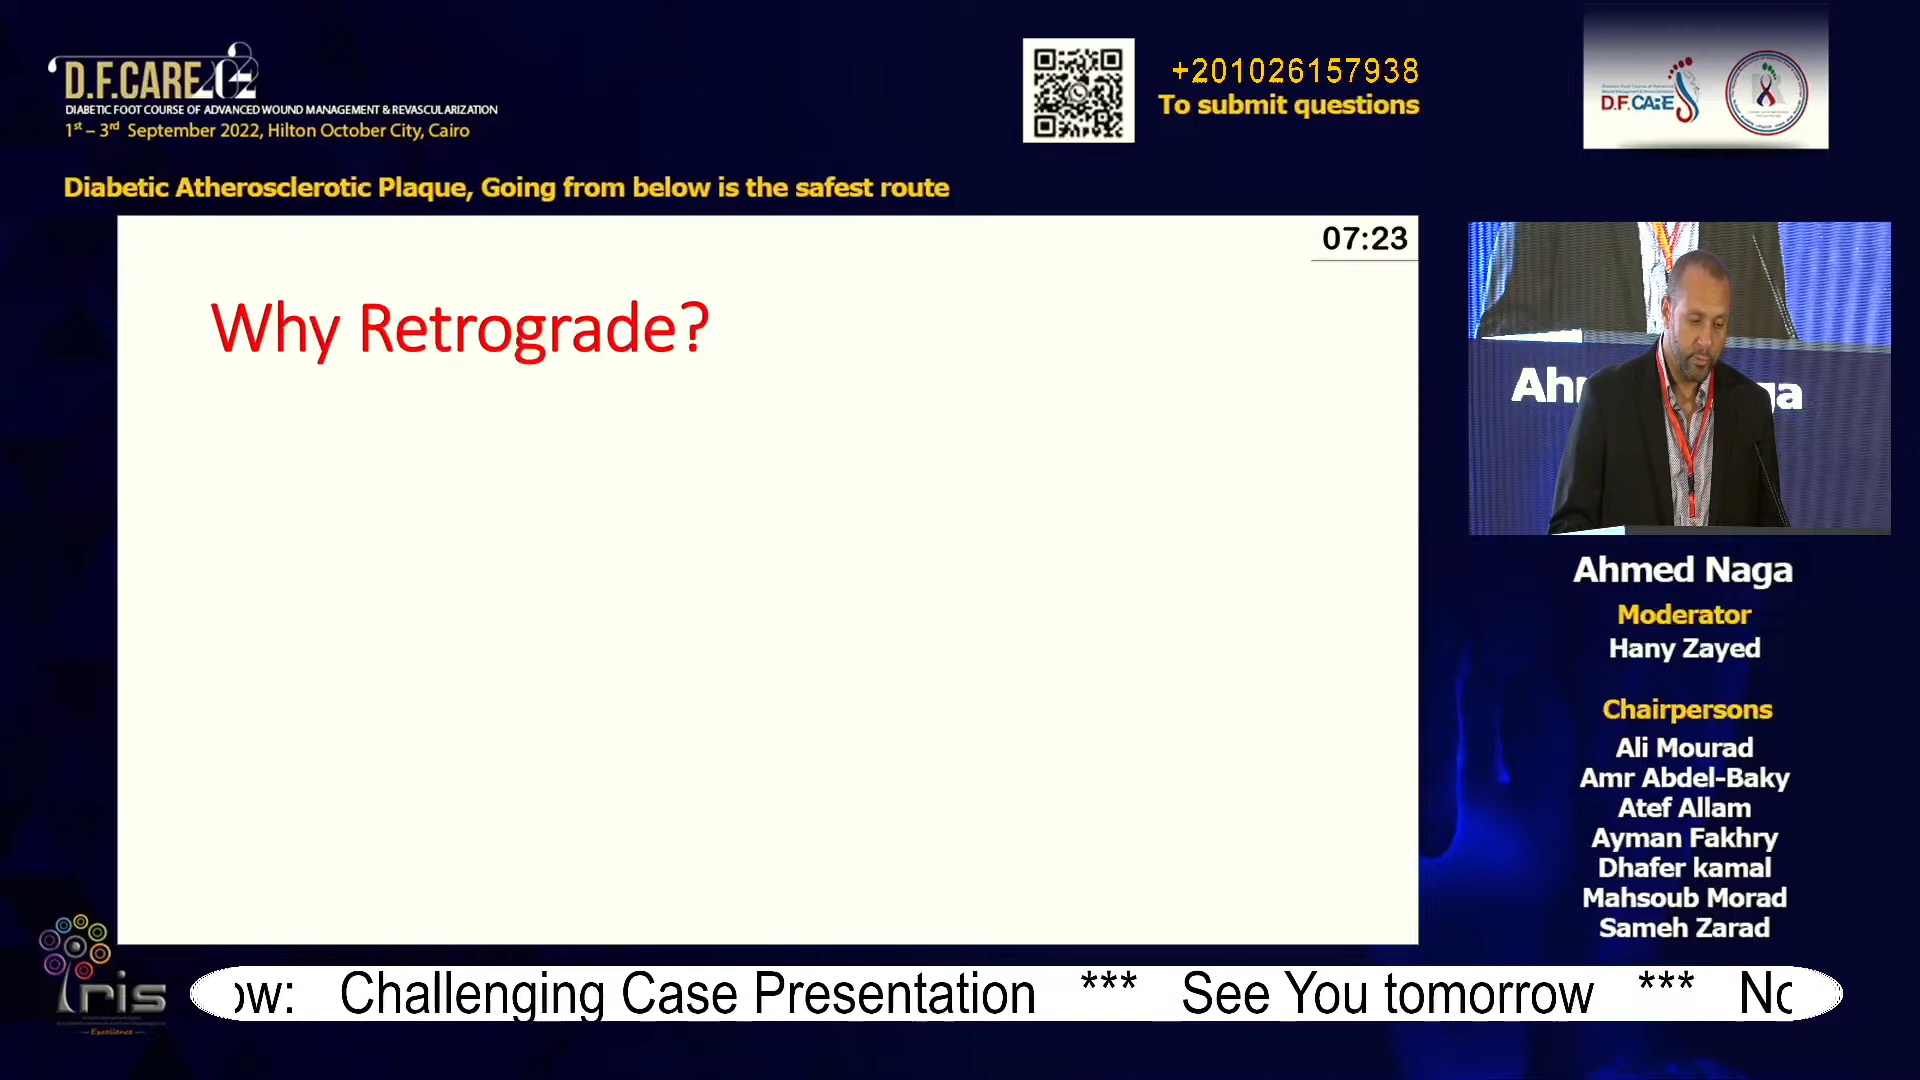 D.F.CARE
DIABETIC FOOT COURSE OF ADVANCED WOUND MANAGEMENT & REVASCULARIZATION
1st – 3rd September 2022, Hilton October City, Cairo
+201026157938
To submit questions
D.F.CARE
Diabetic Atherosclerotic Plaque, Going from below is the safest route
07:23
Why Retrograde?
Ahmed Naga
Moderator
Hany Zayed
Chairpersons
Ali Mourad
Amr Abdel-Baky
Atef Allam
Ayman Fakhry
Dhafer kamal
Mahsoub Morad
Sameh Zarad
iris
Excellence
ow: Challenging Case Presentation *** See You tomorrow *** No